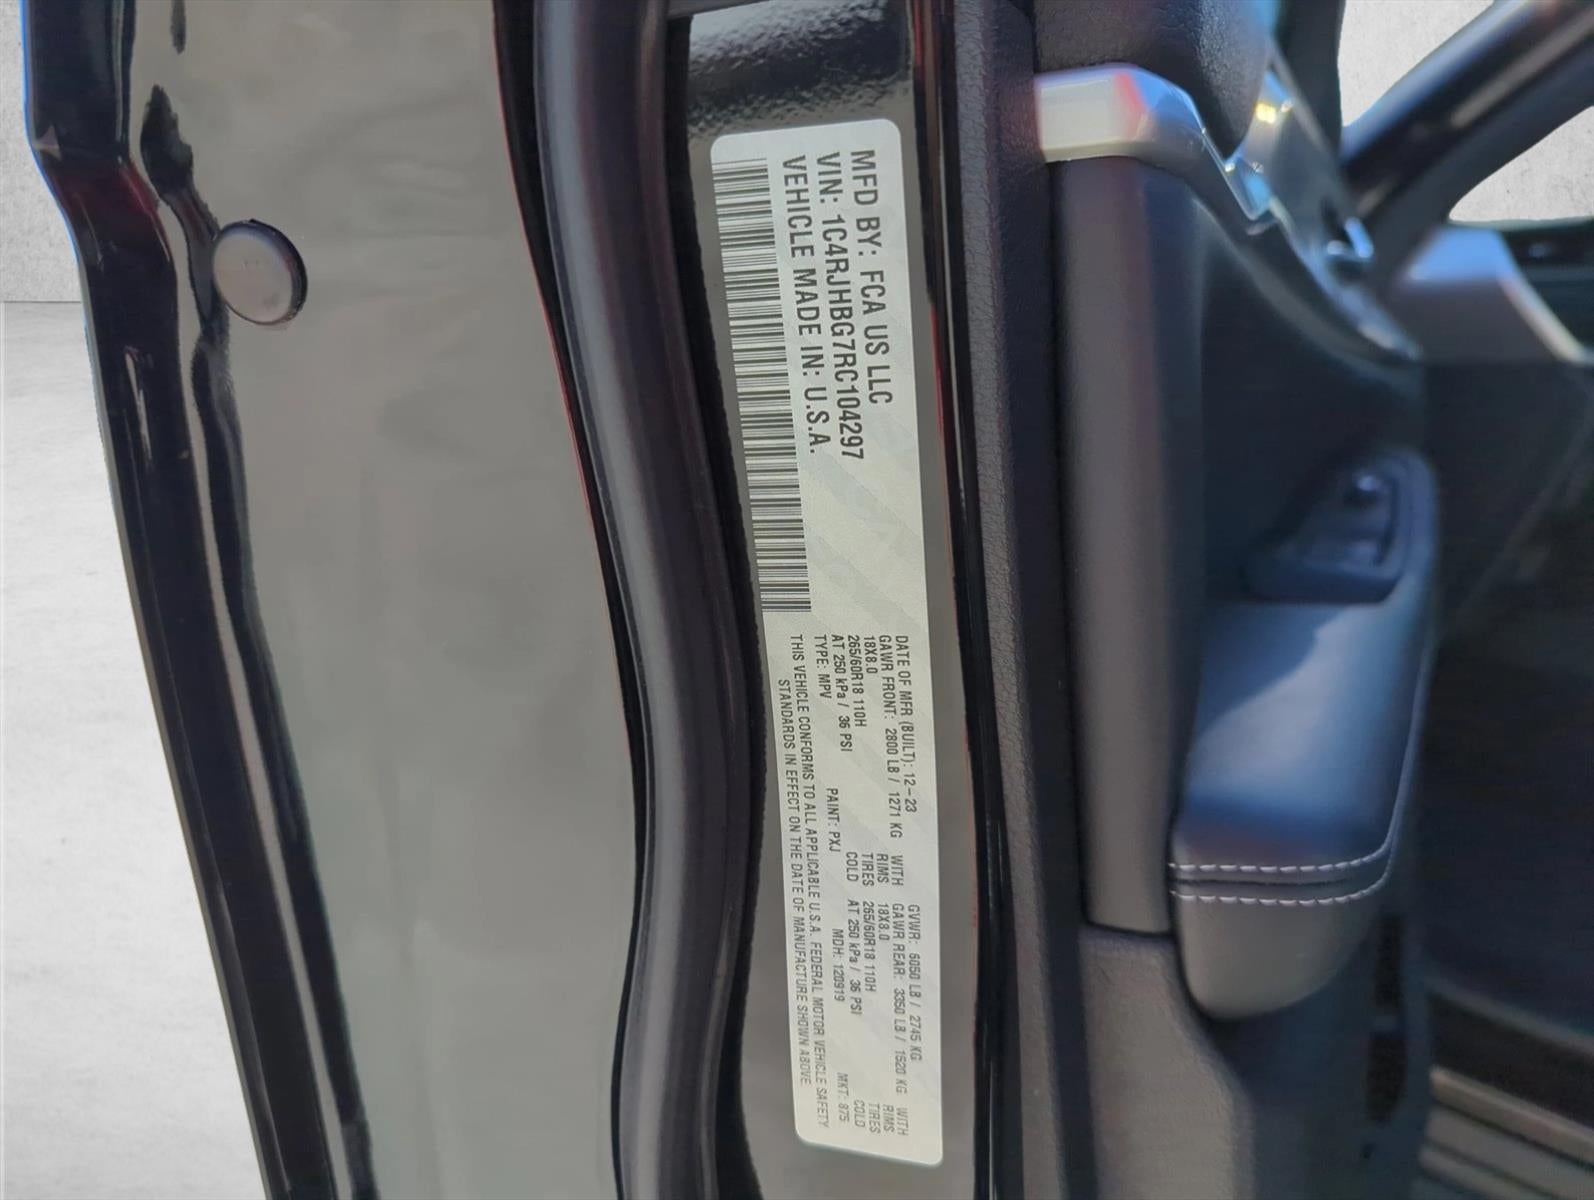 MFD BY: FCA US LLC
VIN: 1C4RJHBG7RC104297
VEHICLE MADE IN: U.S.A.
DATE OF MFR (BUILT): 12-23 GVWR: 6050 LB / 2745 KG
GAWR FRONT: 2800 LB / 1271 KG WITH GAWR REAR: 3350 LB / 1520 KG WITH
18X8.0 RIMS 18X8.0 RIMS
265/60R18 110H TIRES 265/60R18 110H TIRES
AT 250 kPa / 36 PSI COLD AT 250 kPa / 36 PSI COLD
TYPE: MPV PAINT: PXJ MDH: 120919 MKT: 875
THIS VEHICLE CONFORMS TO ALL APPLICABLE U.S.A. FEDERAL MOTOR VEHICLE SAFETY
STANDARDS IN EFFECT ON THE DATE OF MANUFACTURE SHOWN ABOVE.